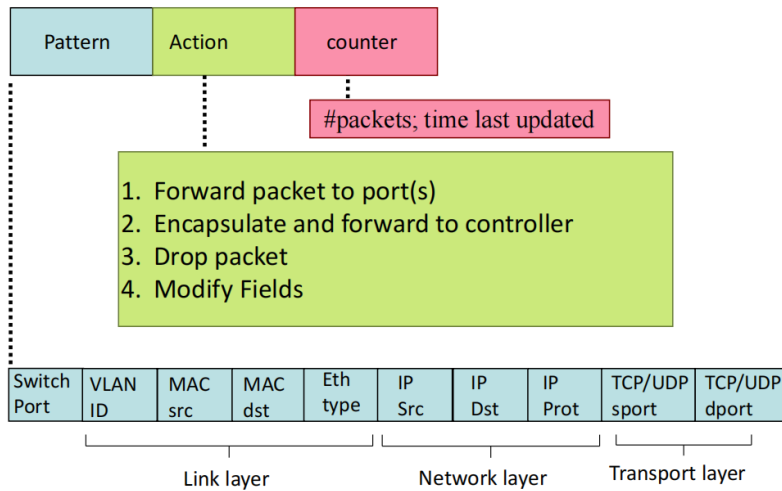 Pattern Action counter
#packets; time last updated
1. Forward packet to port(s)
2. Encapsulate and forward to controller
3. Drop packet
4. Modify Fields
Switch Port
VLAN ID
MAC src
MAC dst
Eth type
IP Src
IP Dst
IP Prot
TCP/UDP sport
TCP/UDP dport
Link layer
Network layer
Transport layer